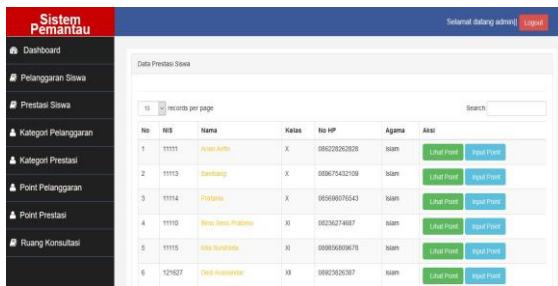 Sistem
Pemantau
Selamat datang admin|| Logout
Dashboard
Pelanggaran Siswa
Prestasi Siswa
Kategori Pelanggaran
Kategori Prestasi
Point Pelanggaran
Point Prestasi
Ruang Konsultasi
Data Prestasi Siswa
10 records per page
Search:
No NIS Nama Kelas No HP Agama Aksi
1 11111 Arifin X 086228262828 Islam Lihat Point Input Point
2 11113 Bambang X 089675432109 Islam Lihat Point Input Point
3 11114 X 085698076543 Islam Lihat Point Input Point
4 11110 XI 08236274687 Islam Lihat Point Input Point
5 11115 XI 089856809678 Islam Lihat Point Input Point
6 121627 XII 08923826387 Islam Lihat Point Input Point